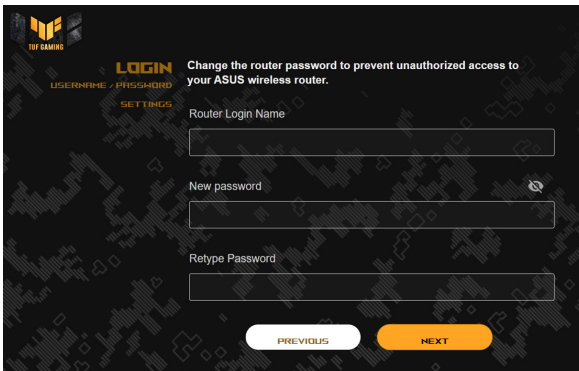 TUF GAMING
LOGIN
USERNAME / PASSWORD
SETTINGS
Change the router password to prevent unauthorized access to
your ASUS wireless router.
Router Login Name
New password
Retype Password
PREVIOUS
NEXT